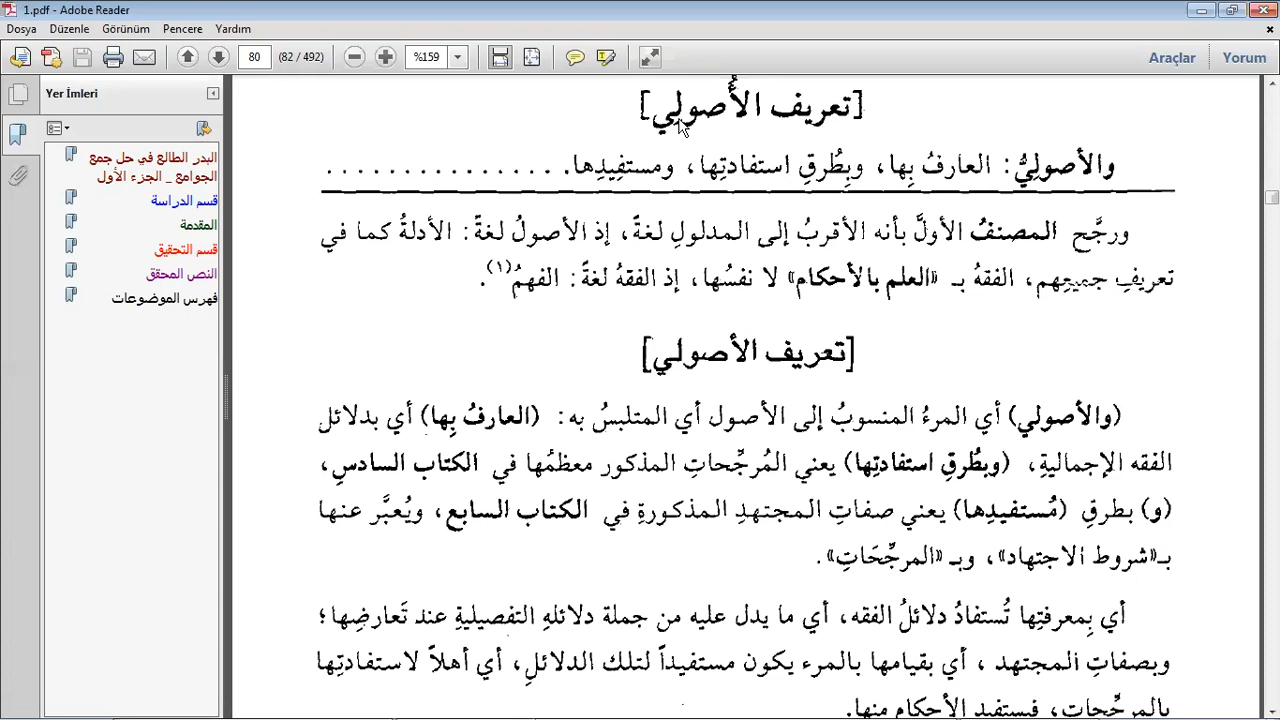 1.pdf - Adobe Reader
Dosya Düzenle Görünüm Pencere Yardım
80 (82 / 492) %159 Araçlar Yorum
Yer İmleri
البدر الطالع في حل جمع
الجوامع _ الجزء الأول
قسم الدراسة
المقدمة
قسم التحقيق
النص المحقق
فهرس الموضوعات
[تعريف الأُصولِي]
والأصولِيُّ: العارفُ بِها، وبِطُرقِ استفادتِها، ومستفِيدِها. . . . . . . . . . . . . . . .
ورجَّح المصنفُ الأولَّ بأنه الأقربُ إلى المدلولِ لغةً، إذ الأصولُ لغةً: الأدلةُ كما في
تعريفِ جميعِهم، الفقهُ بـ «العلم بالأحكام» لا نفسُها، إذ الفقهُ لغةً: الفهمُ(١).
[تعريف الأصولي]
(والأصولي) أي المرءُ المنسوبُ إلى الأصول أي المتلبسُ به: (العارفُ بِها) أي بدلائل
الفقه الإجماليةِ، (وبطُرقِ استفادتِها) يعني المُرجِّحاتِ المذكور معظمُها في الكتاب السادسِ،
(و) بطرقِ (مُستفيدِها) يعني صفاتِ المجتهدِ المذكورةِ في الكتاب السابع، ويُعبَّر عنها
بـ«شروط الاجتهاد»، وبـ «المرجِّحَاتِ».
أي بِمعرفتِها تُستفادُ دلائلُ الفقه، أي ما يدل عليه من جملة دلائلهِ التفصيليةِ عند تَعارضِها؛
وبصفاتِ المجتهد ، أي بقيامها بالمرء يكون مستفيداً لتلك الدلائلِ، أي أهلاً لاستفادتِها
بالمرجِّحاتِ، فيستفيد الأحكام منها.